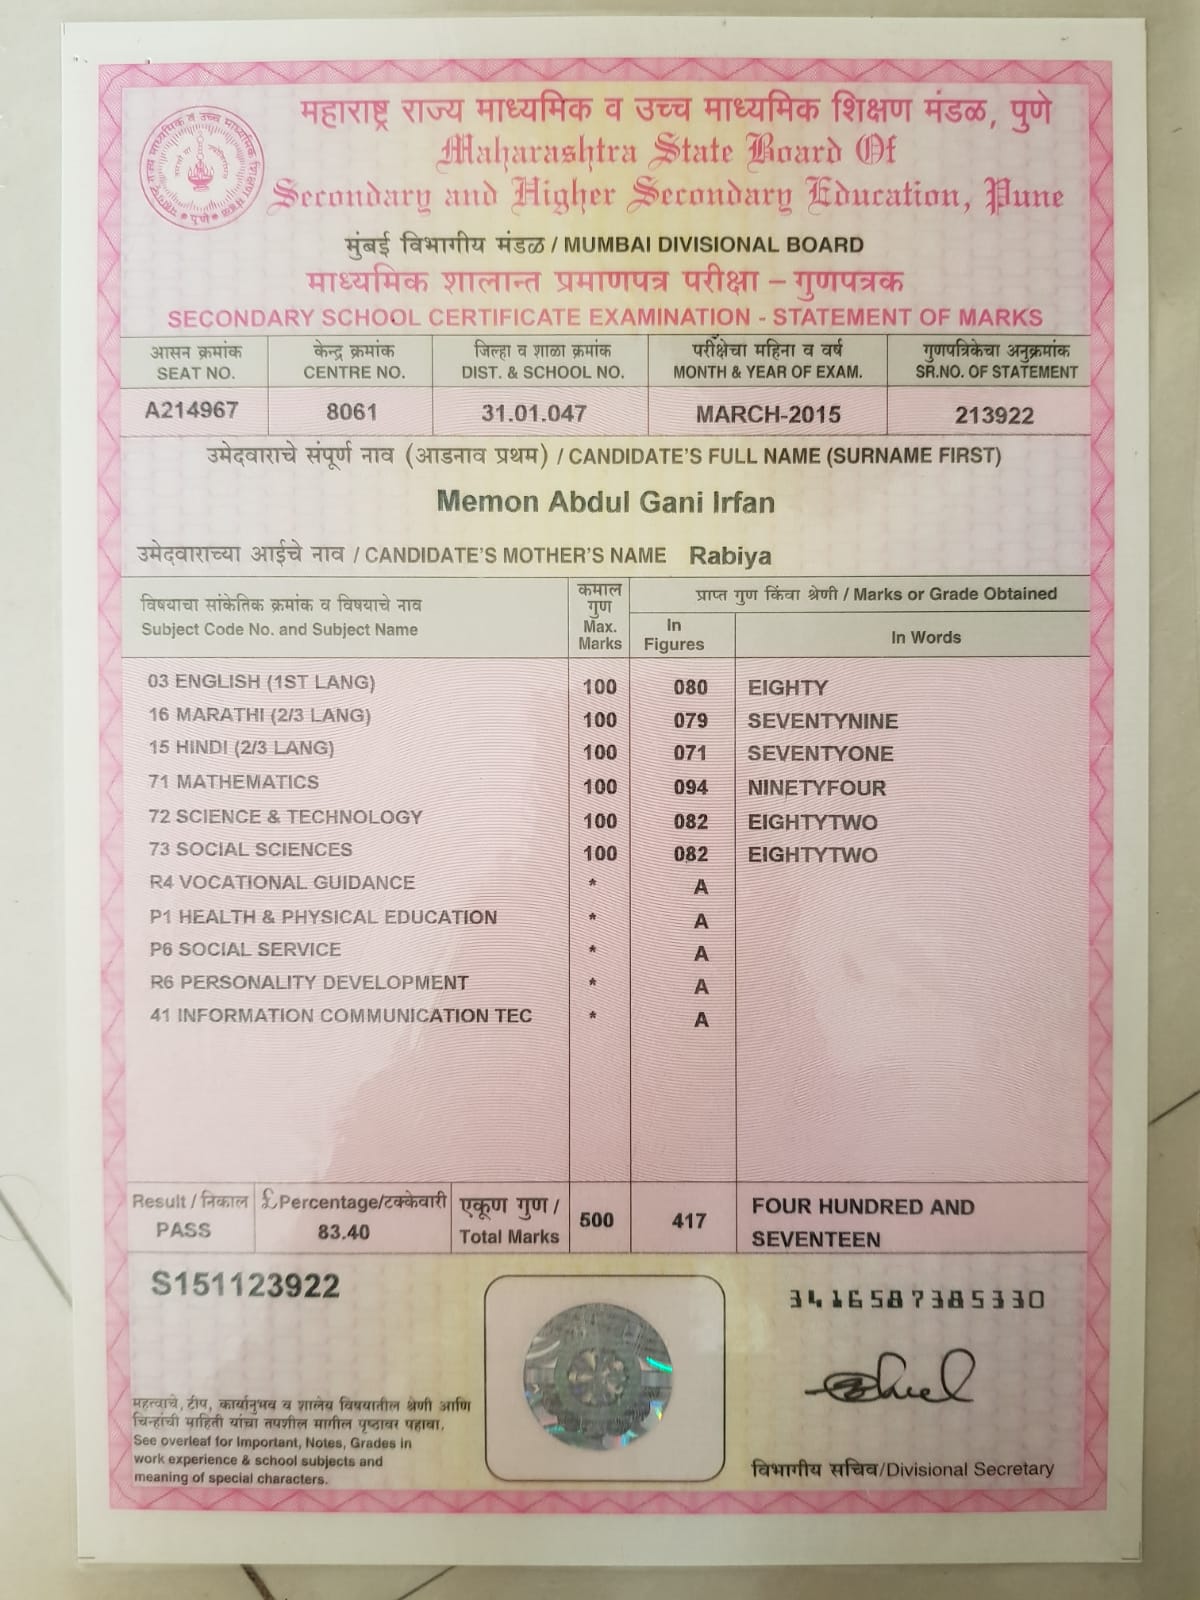 महाराष्ट्र राज्य माध्यमिक व उच्च माध्यमिक शिक्षण मंडळ, पुणे
Maharashtra State Board Of
Secondary and Higher Secondary Education, Pune
मुंबई विभागीय मंडळ / MUMBAI DIVISIONAL BOARD
माध्यमिक शालान्त प्रमाणपत्र परीक्षा – गुणपत्रक
SECONDARY SCHOOL CERTIFICATE EXAMINATION - STATEMENT OF MARKS
आसन क्रमांक केन्द्र क्रमांक जिल्हा व शाळा क्रमांक परीक्षेचा महिना व वर्ष गुणपत्रिकेचा अनुक्रमांक
SEAT NO. CENTRE NO. DIST. & SCHOOL NO. MONTH & YEAR OF EXAM. SR.NO. OF STATEMENT
A214967 8061 31.01.047 MARCH-2015 213922
उमेदवाराचे संपूर्ण नाव (आडनाव प्रथम) / CANDIDATE'S FULL NAME (SURNAME FIRST)
Memon Abdul Gani Irfan
उमेदवाराच्या आईचे नाव / CANDIDATE'S MOTHER'S NAME Rabiya
विषयाचा सांकेतिक क्रमांक व विषयाचे नाव
Subject Code No. and Subject Name
कमाल
गुण
Max.
Marks
प्राप्त गुण किंवा श्रेणी / Marks or Grade Obtained
In
Figures
In Words
03 ENGLISH (1ST LANG) 100 080 EIGHTY
16 MARATHI (2/3 LANG) 100 079 SEVENTYNINE
15 HINDI (2/3 LANG) 100 071 SEVENTYONE
71 MATHEMATICS 100 094 NINETYFOUR
72 SCIENCE & TECHNOLOGY 100 082 EIGHTYTWO
73 SOCIAL SCIENCES 100 082 EIGHTYTWO
R4 VOCATIONAL GUIDANCE * A
P1 HEALTH & PHYSICAL EDUCATION * A
P6 SOCIAL SERVICE * A
R6 PERSONALITY DEVELOPMENT * A
41 INFORMATION COMMUNICATION TEC * A
Result / निकाल
PASS
£Percentage/टक्केवारी
83.40
एकूण गुण /
Total Marks
500 417
FOUR HUNDRED AND
SEVENTEEN
S151123922
3416587385330
महत्वाचे, टीप, कार्यानुभव व शालेय विषयातील श्रेणी आणि
चिन्हांची माहिती यांचा तपशील मागील पृष्ठावर पहावा.
See overleaf for Important, Notes, Grades in
work experience & school subjects and
meaning of special characters.
विभागीय सचिव/Divisional Secretary